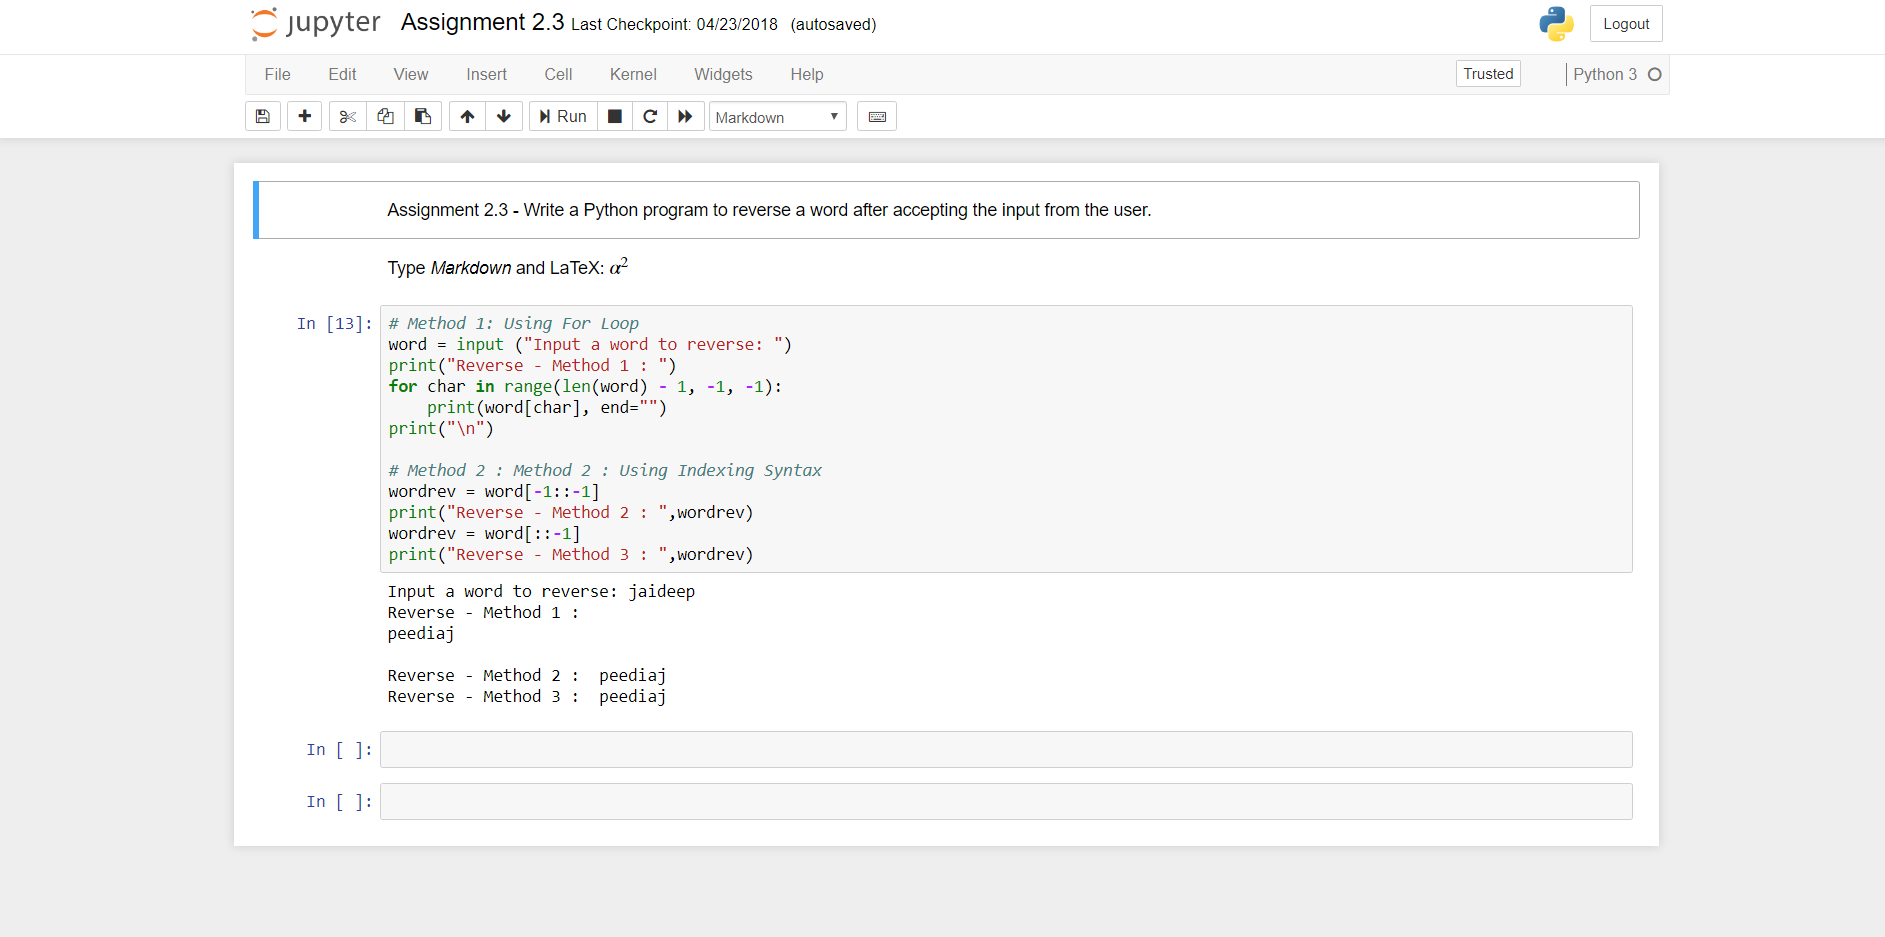 jupyter Assignment 2.3 Last Checkpoint: 04/23/2018 (autosaved) Logout
File Edit View Insert Cell Kernel Widgets Help Trusted Python 3
Run Markdown
Assignment 2.3 - Write a Python program to reverse a word after accepting the input from the user.
Type Markdown and LaTeX: α²
In [13]: # Method 1: Using For Loop
word = input ("Input a word to reverse: ")
print("Reverse - Method 1 : ")
for char in range(len(word) - 1, -1, -1):
    print(word[char], end="")
print("\n")
# Method 2 : Method 2 : Using Indexing Syntax
wordrev = word[-1::-1]
print("Reverse - Method 2 : ",wordrev)
wordrev = word[::-1]
print("Reverse - Method 3 : ",wordrev)
Input a word to reverse: jaideep
Reverse - Method 1 :
peediaj
Reverse - Method 2 :  peediaj
Reverse - Method 3 :  peediaj
In [ ]:
In [ ]: